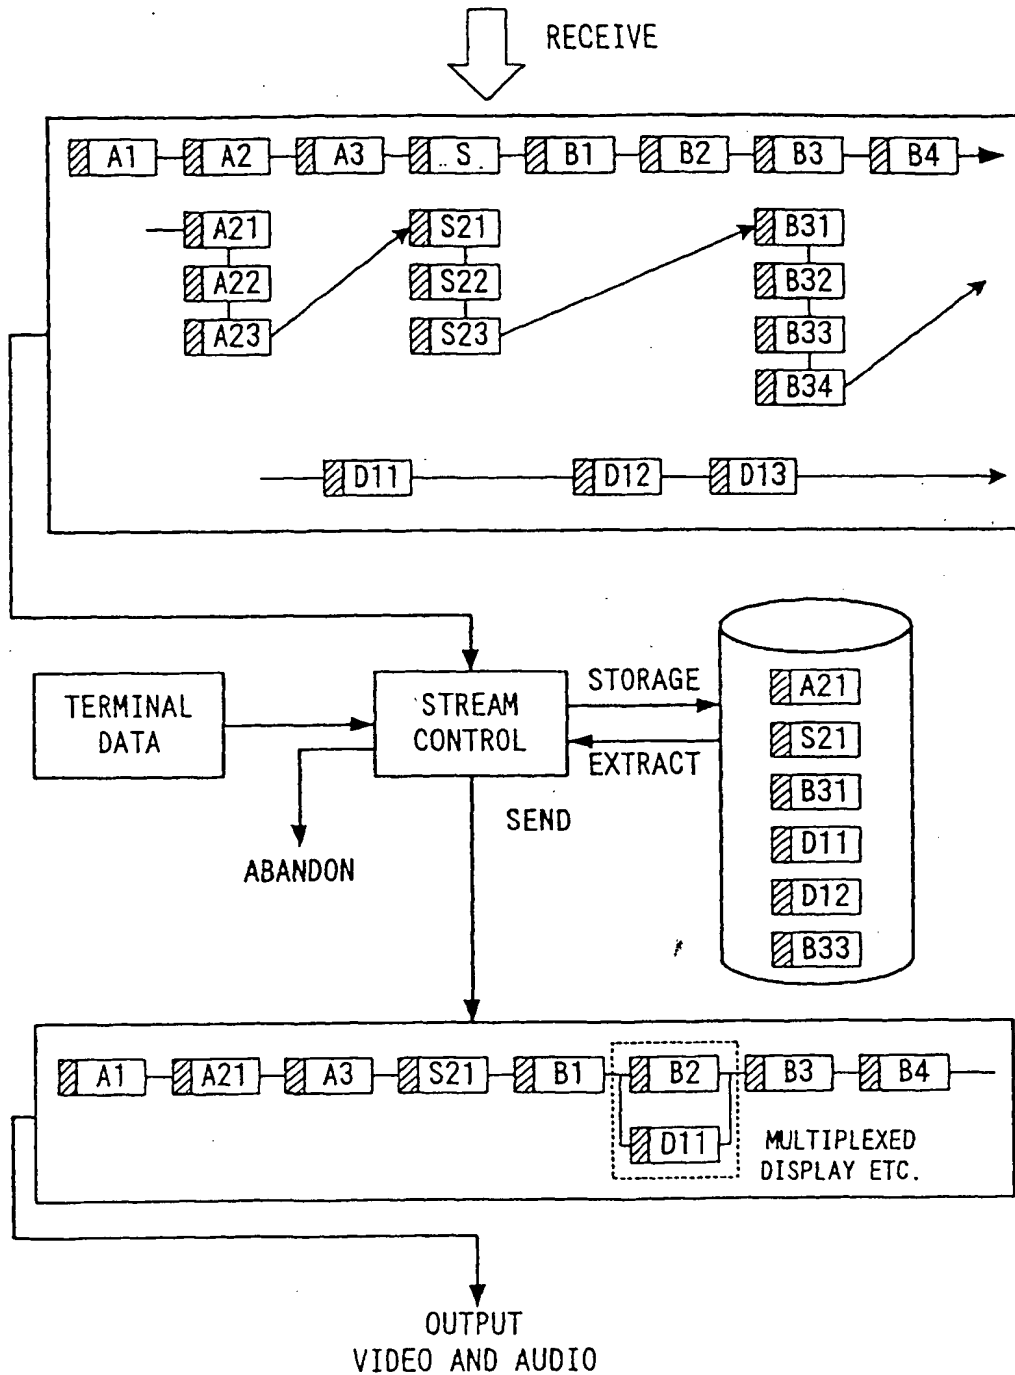 RECEIVE
A1 A2 A3 S B1 B2 B3 B4
A21 S21 B31
A22 S22 B32
A23 S23 B33
B34
D11 D12 D13
TERMINAL
DATA
STREAM
CONTROL
STORAGE
EXTRACT
SEND
ABANDON
A21
S21
B31
D11
D12
B33
A1 A21 A3 S21 B1 B2 B3 B4
D11
MULTIPLEXED
DISPLAY ETC.
OUTPUT
VIDEO AND AUDIO